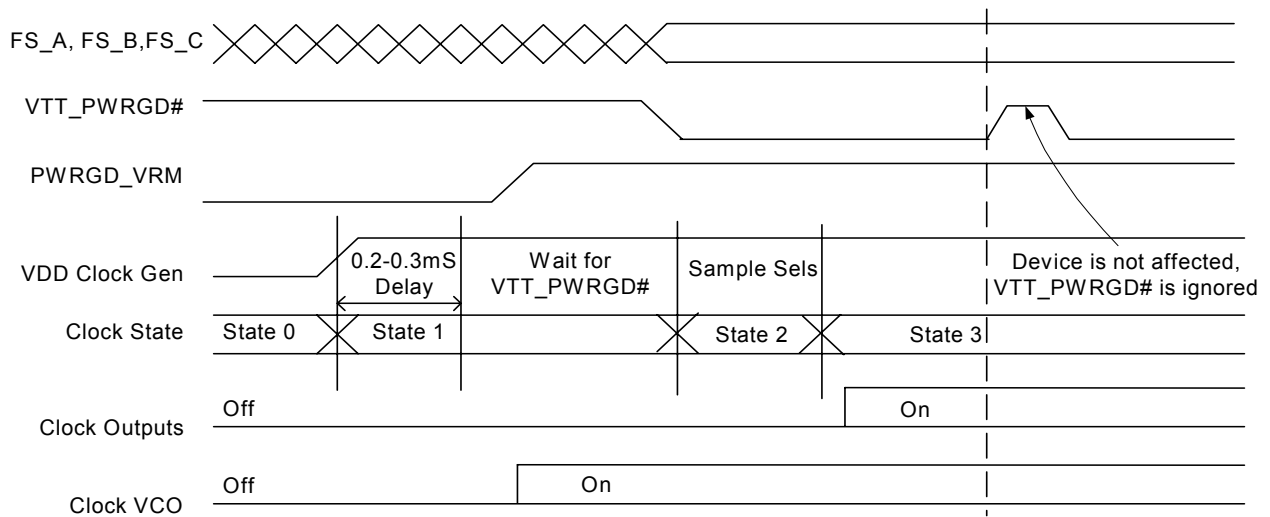 FS_A, FS_B,FS_C
VTT_PWRGD#
PWRGD_VRM
VDD Clock Gen
0.2-0.3mS
Delay
Wait for
VTT_PWRGD#
Sample Sels
Device is not affected,
VTT_PWRGD# is ignored
Clock State
State 0
State 1
State 2
State 3
Clock Outputs
Off
On
Clock VCO
Off
On